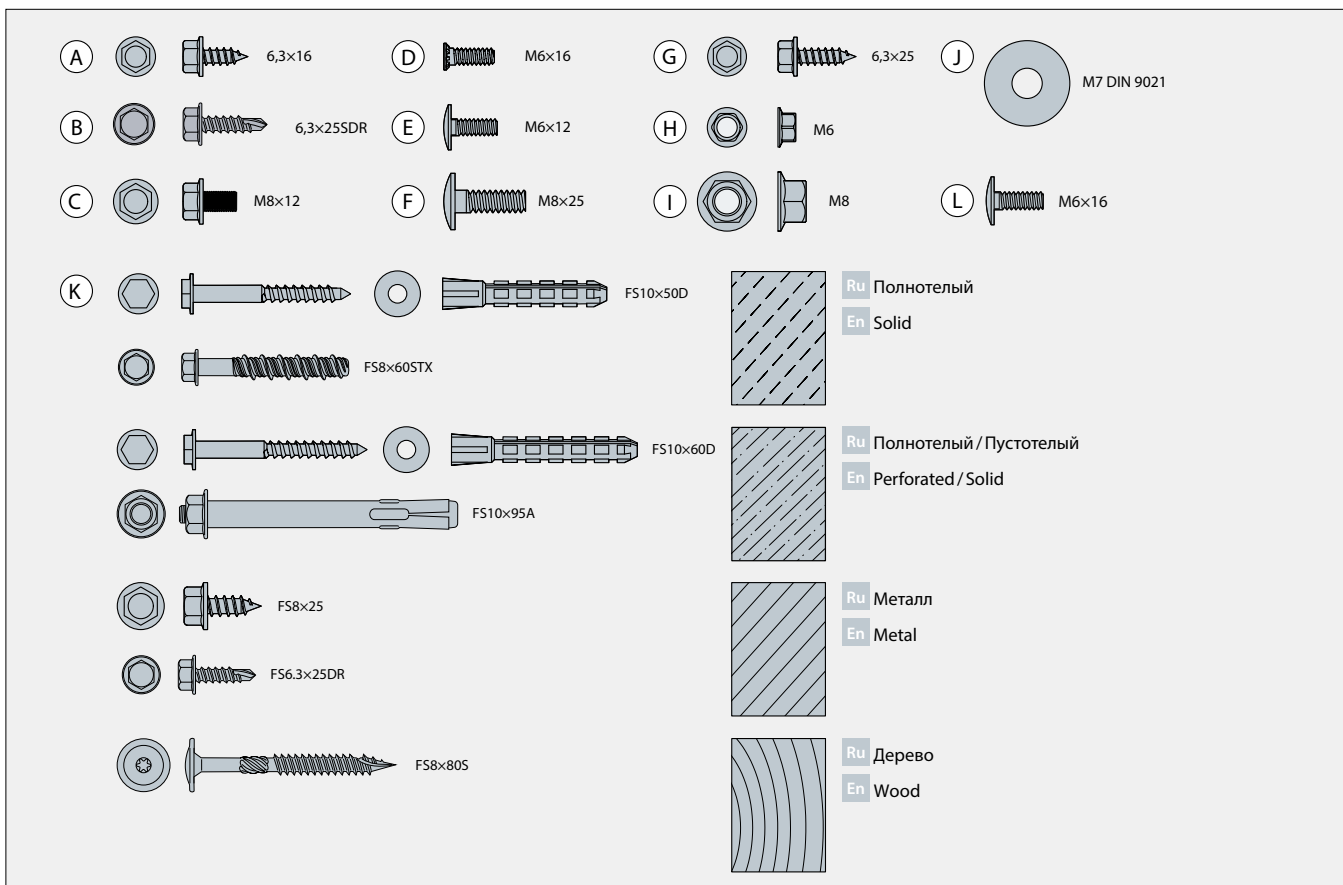 A 6,3×16
D M6×16
G 6,3×25
J M7 DIN 9021
B 6,3×25SDR
E M6×12
H M6
C M8×12
F M8×25
I M8
L M6×16
K FS10×50D
Ru Полнотелый
En Solid
FS8×60STX
FS10×60D
Ru Полнотелый / Пустотелый
En Perforated / Solid
FS10×95A
FS8×25
Ru Металл
En Metal
FS6.3×25DR
FS8×80S
Ru Дерево
En Wood